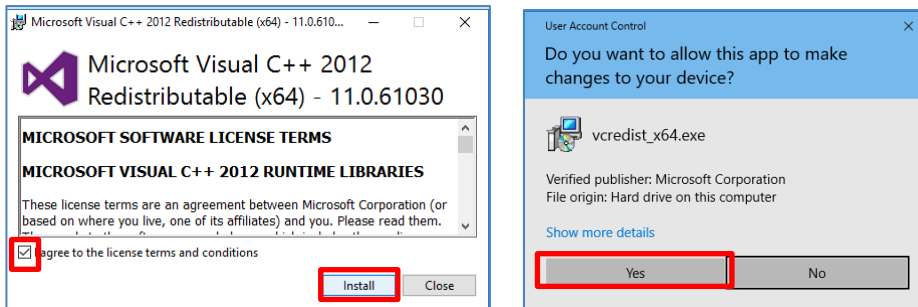 Microsoft Visual C++ 2012 Redistributable (x64) - 11.0.610...
Microsoft Visual C++ 2012
Redistributable (x64) - 11.0.61030
MICROSOFT SOFTWARE LICENSE TERMS
MICROSOFT VISUAL C++ 2012 RUNTIME LIBRARIES
These license terms are an agreement between Microsoft Corporation (or
based on where you live, one of its affiliates) and you. Please read them.
agree to the license terms and conditions
Install Close
User Account Control
Do you want to allow this app to make
changes to your device?
vcredist_x64.exe
Verified publisher: Microsoft Corporation
File origin: Hard drive on this computer
Show more details
Yes No